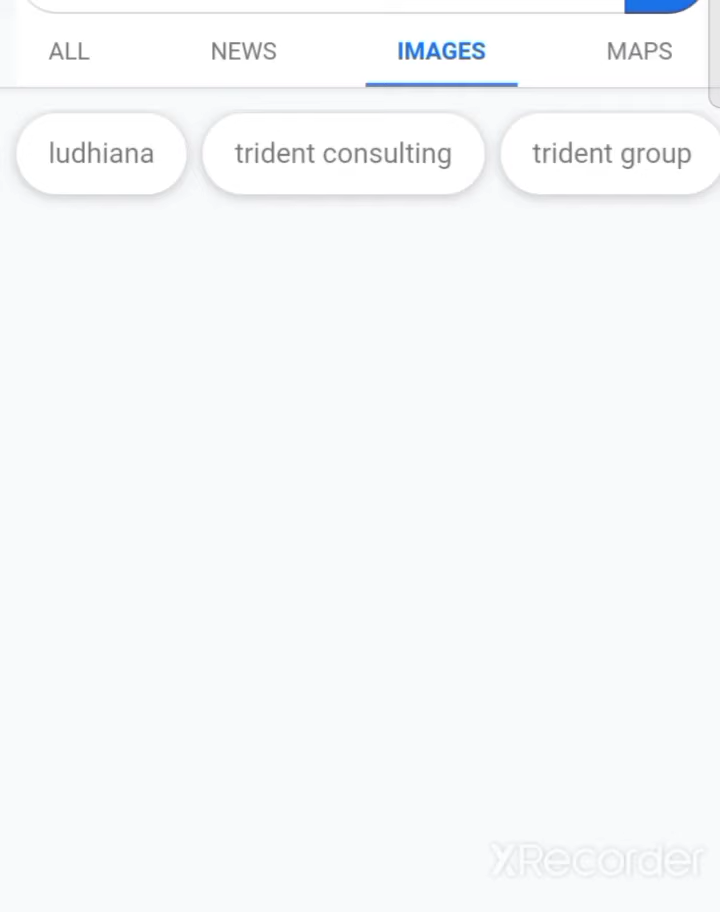 ALL NEWS IMAGES MAPS
ludhiana trident consulting trident group
XRecorder